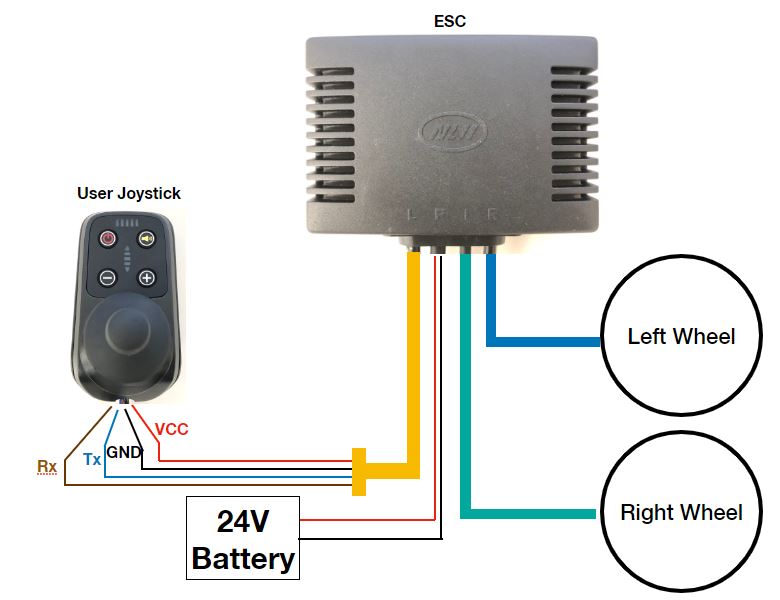 ESC
User Joystick
Left Wheel
VCC
GND
Tx
Rx
24V
Battery
Right Wheel